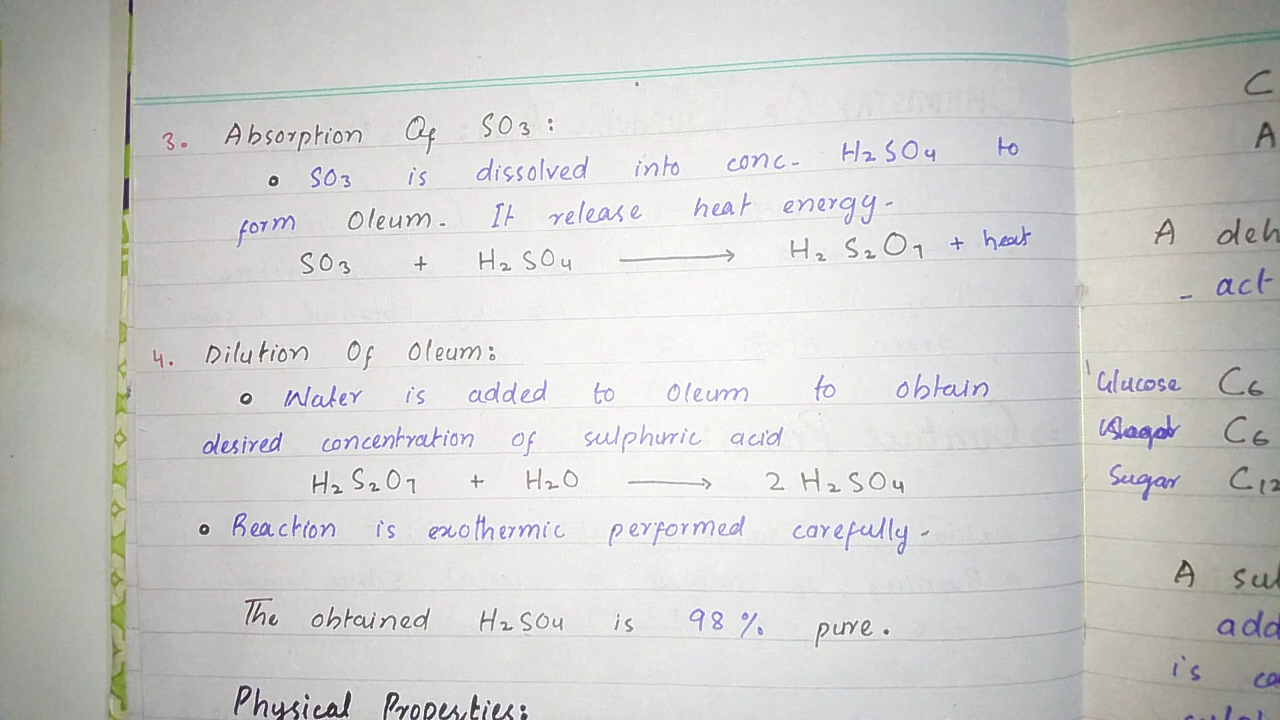 3. Absorption Of SO3:
• SO3 is dissolved into conc. H2SO4 to
form Oleum. It release heat energy.
SO3 + H2SO4 ⟶ H2S2O7 + heat
4. Dilution Of Oleum:
• Water is added to Oleum to obtain
desired concentration of sulphuric acid
H2S2O7 + H2O ⟶ 2 H2SO4
• Reaction is exothermic performed carefully.
The obtained H2SO4 is 98% pure.
Physical Properties:
C
A
A deh
- act
Glucose C6
C6
Sugar C12
A sul
add
is ca